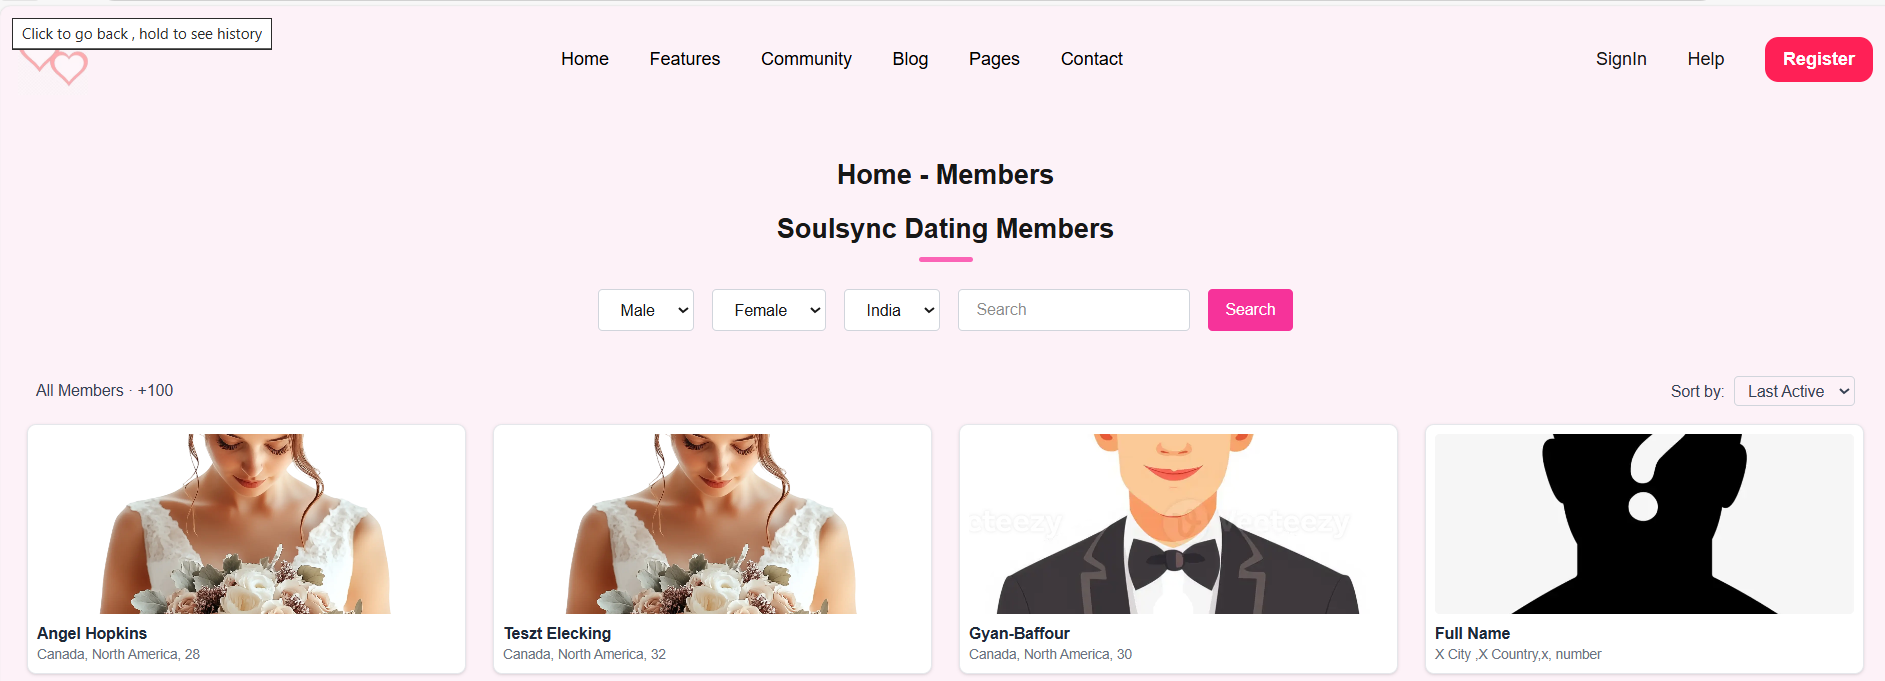 Click to go back , hold to see history
Home Features Community Blog Pages Contact SignIn Help Register
Home - Members
Soulsync Dating Members
Male Female India Search Search
All Members · +100 Sort by: Last Active
Angel Hopkins
Canada, North America, 28
Teszt Elecking
Canada, North America, 32
Gyan-Baffour
Canada, North America, 30
Full Name
X City ,X Country,x, number